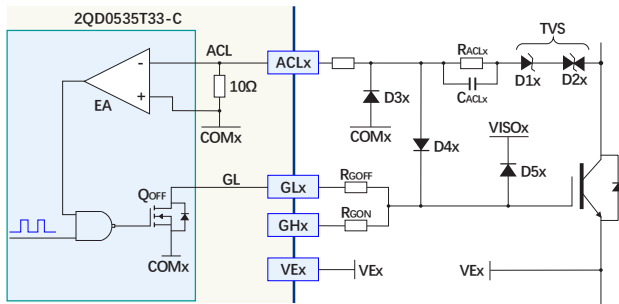 2QD0535T33-C
TVS
ACL
ACLx
RACLx
D1x
D2x
-
EA
+
10Ω
CACLx
D3x
COMx
COMx
VISOx
D4x
D5x
QOFF
GL
GLx
RGOFF
GHx
RGON
COMx
VEx
VEx
VEx